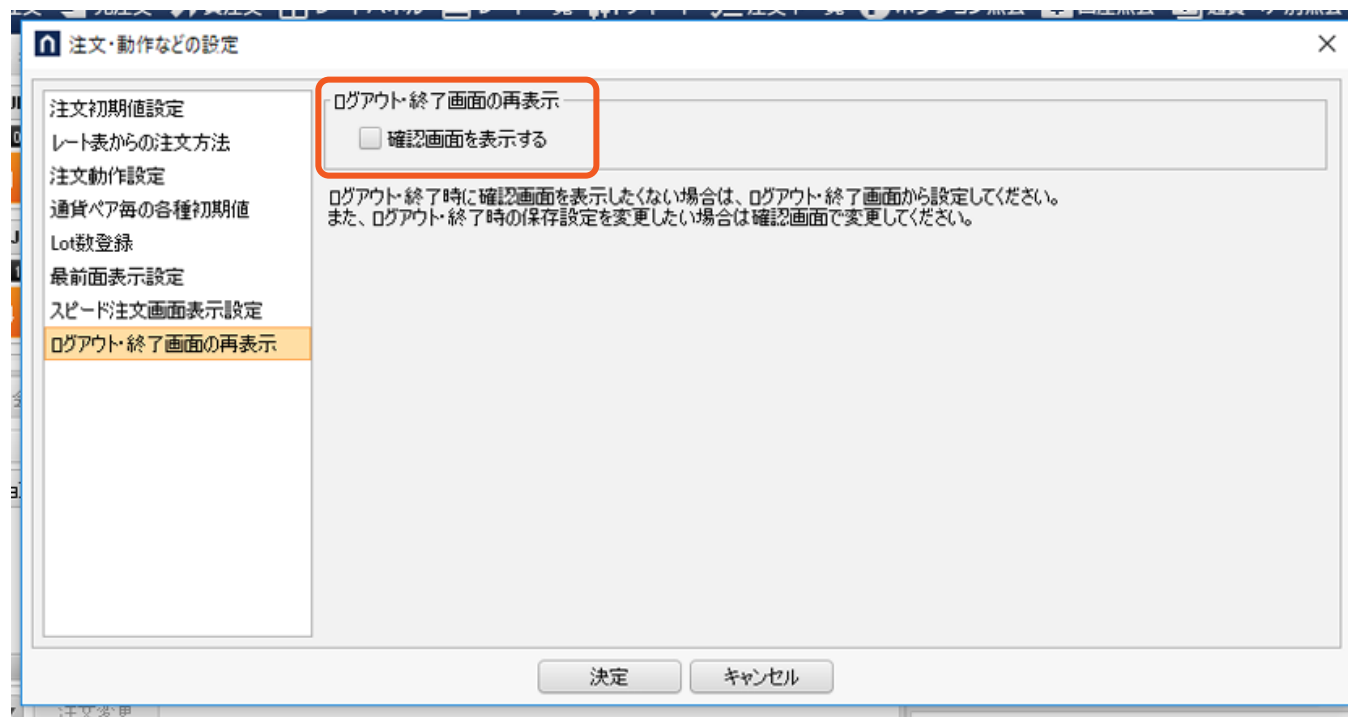 注文・動作などの設定
注文初期値設定
レート表からの注文方法
注文動作設定
通貨ペア毎の各種初期値
Lot数登録
最前面表示設定
スピード注文画面表示設定
ログアウト・終了画面の再表示
ログアウト・終了画面の再表示
確認画面を表示する
ログアウト・終了時に確認画面を表示したくない場合は、ログアウト・終了画面から設定してください。
また、ログアウト・終了時の保存設定を変更したい場合は確認画面で変更してください。
決定
キャンセル
注文変更